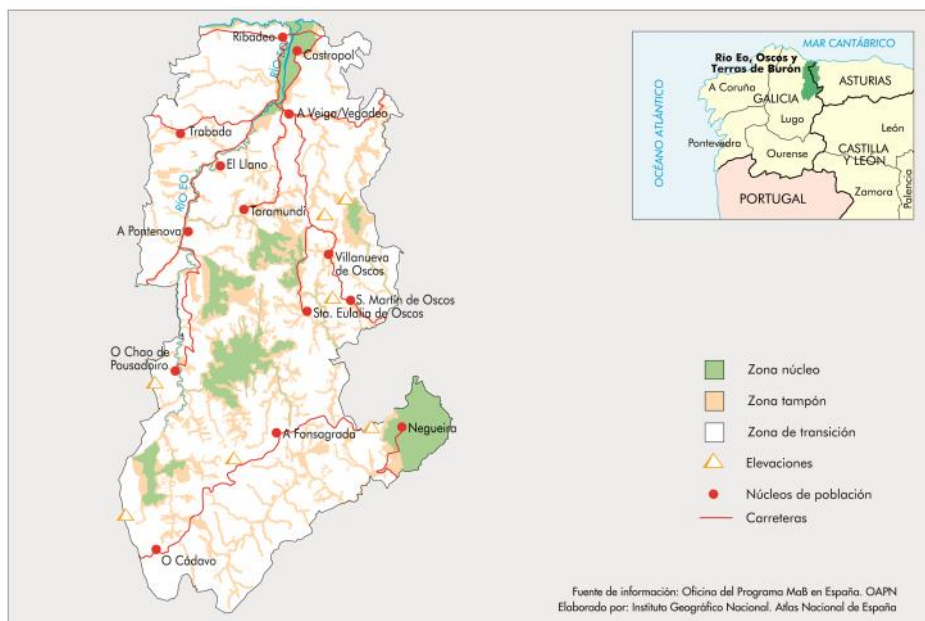 Ribadeo
RÍO EO
Castropol
A Veiga/Vegadeo
Trabada
El Llano
RÍO EO
Taramundi
A Pontenova
Villanueva
de Oscos
S. Martín de Oscos
Sta. Eulalia de Oscos
O Chao de
Pousadoiro
A Fonsagrada
Negueira
O Cádavo
MAR CANTÁBRICO
Río Eo, Oscos y
Terras de Burón
A Coruña
ASTURIAS
GALICIA
Lugo
León
OCÉANO ATLÁNTICO
Pontevedra
Ourense
CASTILLA
Y LEÓN
PORTUGAL
Zamora
Palencia
Zona núcleo
Zona tampón
Zona de transición
Elevaciones
Núcleos de población
Carreteras
Fuente de información: Oficina del Programa MaB en España. OAPN
Elaborado por: Instituto Geográfico Nacional. Atlas Nacional de España